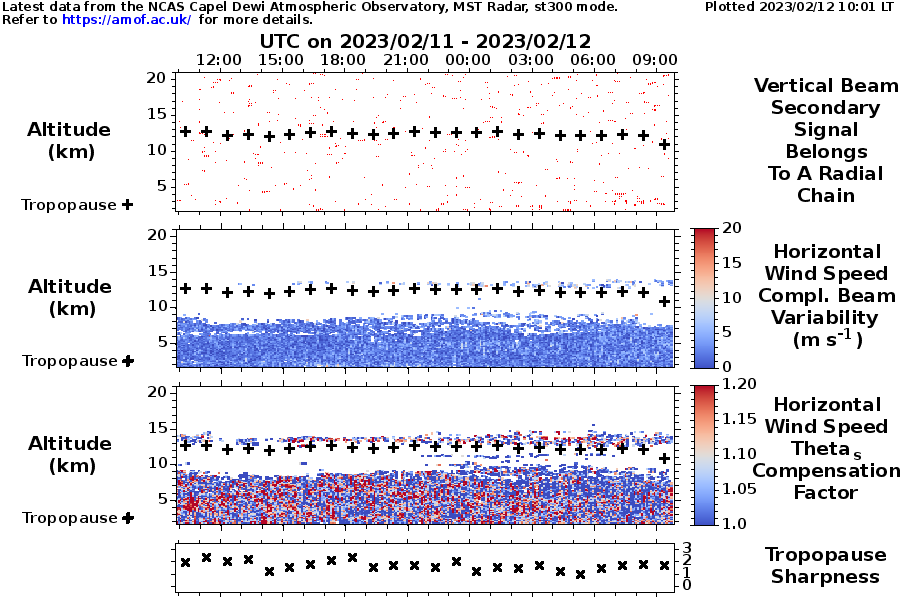 Latest data from the NCAS Capel Dewi Atmospheric Observatory, MST Radar, st300 mode.
Plotted 2023/02/12 10:01 LT
Refer to https://amof.ac.uk/ for more details.
UTC on 2023/02/11 - 2023/02/12
12:00 15:00 18:00 21:00 00:00 03:00 06:00 09:00
20
15
10
5
Altitude
(km)
Tropopause
Vertical Beam
Secondary
Signal
Belongs
To A Radial
Chain
20
15
10
5
Altitude
(km)
Tropopause
20
15
10
5
0
Horizontal
Wind Speed
Compl. Beam
Variability
(m s-1)
20
15
10
5
Altitude
(km)
Tropopause
1.20
1.15
1.10
1.05
1.0
Horizontal
Wind Speed
Theta s
Compensation
Factor
3
2
1
0
Tropopause
Sharpness